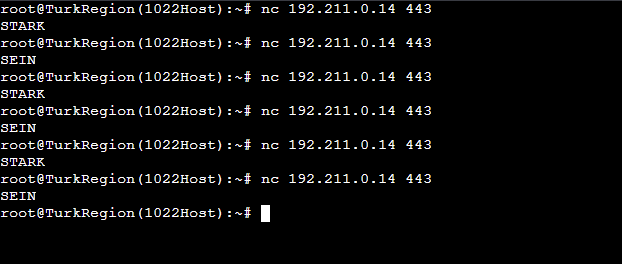 root@TurkRegion(1022Host):~# nc 192.211.0.14 443
STARK
root@TurkRegion(1022Host):~# nc 192.211.0.14 443
SEIN
root@TurkRegion(1022Host):~# nc 192.211.0.14 443
STARK
root@TurkRegion(1022Host):~# nc 192.211.0.14 443
SEIN
root@TurkRegion(1022Host):~# nc 192.211.0.14 443
STARK
root@TurkRegion(1022Host):~# nc 192.211.0.14 443
SEIN
root@TurkRegion(1022Host):~#